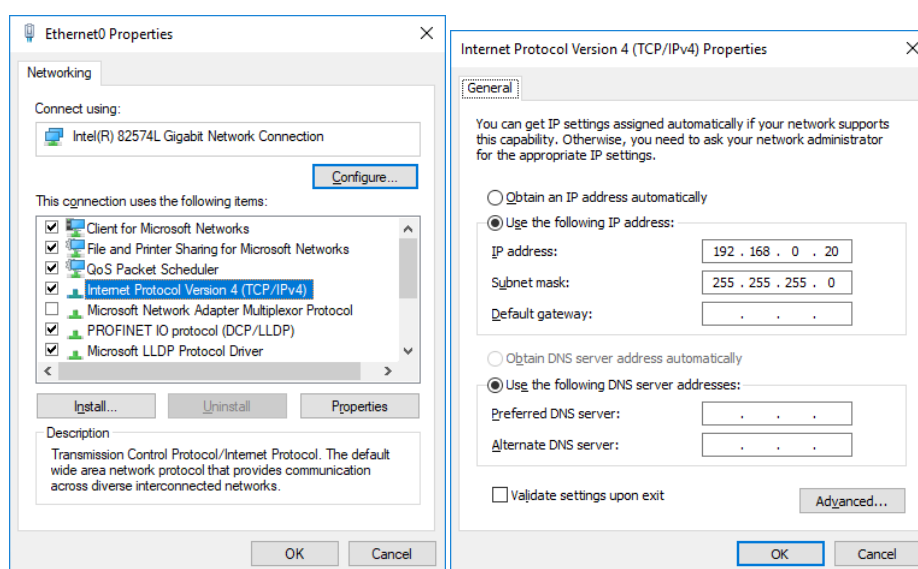 Ethernet0 Properties
Networking
Connect using:
Intel(R) 82574L Gigabit Network Connection
Configure...
This connection uses the following items:
Client for Microsoft Networks
File and Printer Sharing for Microsoft Networks
QoS Packet Scheduler
Internet Protocol Version 4 (TCP/IPv4)
Microsoft Network Adapter Multiplexor Protocol
PROFINET IO protocol (DCP/LLDP)
Microsoft LLDP Protocol Driver
Install...
Uninstall
Properties
Description
Transmission Control Protocol/Internet Protocol. The default
wide area network protocol that provides communication
across diverse interconnected networks.
OK
Cancel
Internet Protocol Version 4 (TCP/IPv4) Properties
General
You can get IP settings assigned automatically if your network supports
this capability. Otherwise, you need to ask your network administrator
for the appropriate IP settings.
Obtain an IP address automatically
Use the following IP address:
IP address: 192 . 168 . 0 . 20
Subnet mask: 255 . 255 . 255 . 0
Default gateway: . . .
Obtain DNS server address automatically
Use the following DNS server addresses:
Preferred DNS server: . . .
Alternate DNS server: . . .
Validate settings upon exit
Advanced...
OK
Cancel